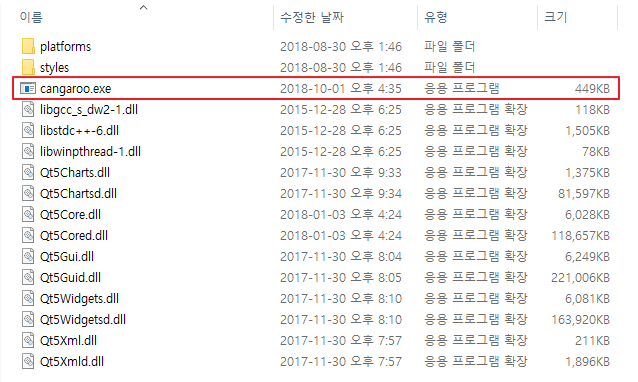 이름 수정한 날짜 유형 크기
platforms 2018-08-30 오후 1:46 파일 폴더
styles 2018-08-30 오후 1:46 파일 폴더
cangaroo.exe 2018-10-01 오후 4:35 응용 프로그램 449KB
libgcc_s_dw2-1.dll 2015-12-28 오후 6:25 응용 프로그램 확장 118KB
libstdc++-6.dll 2015-12-28 오후 6:25 응용 프로그램 확장 1,505KB
libwinpthread-1.dll 2015-12-28 오후 6:25 응용 프로그램 확장 78KB
Qt5Charts.dll 2017-11-30 오후 9:33 응용 프로그램 확장 1,375KB
Qt5Chartsd.dll 2017-11-30 오후 9:34 응용 프로그램 확장 81,597KB
Qt5Core.dll 2018-01-03 오후 4:24 응용 프로그램 확장 6,028KB
Qt5Cored.dll 2018-01-03 오후 4:24 응용 프로그램 확장 118,657KB
Qt5Gui.dll 2017-11-30 오후 8:04 응용 프로그램 확장 6,249KB
Qt5Guid.dll 2017-11-30 오후 8:05 응용 프로그램 확장 221,006KB
Qt5Widgets.dll 2017-11-30 오후 8:10 응용 프로그램 확장 6,081KB
Qt5Widgetsd.dll 2017-11-30 오후 8:10 응용 프로그램 확장 163,920KB
Qt5Xml.dll 2017-11-30 오후 7:57 응용 프로그램 확장 211KB
Qt5Xmld.dll 2017-11-30 오후 7:57 응용 프로그램 확장 1,896KB